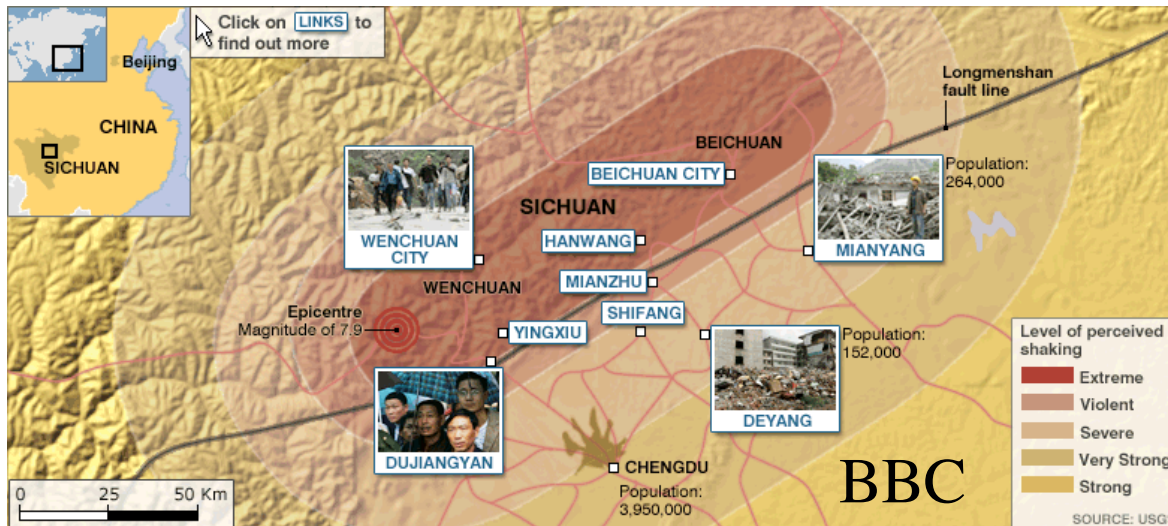 Click on LINKS to
find out more
Beijing
CHINA
SICHUAN
Longmenshan
fault line
BEICHUAN
BEICHUAN CITY
Population:
264,000
MIANYANG
SICHUAN
WENCHUAN
CITY
HANWANG
MIANZHU
WENCHUAN
SHIFANG
Epicentre
Magnitude of 7.9
YINGXIU
Population:
152,000
DEYANG
DUJIANGYAN
CHENGDU
Population:
3,950,000
Level of perceived
shaking
Extreme
Violent
Severe
Very Strong
Strong
BBC
0 25 50 Km
SOURCE: USG